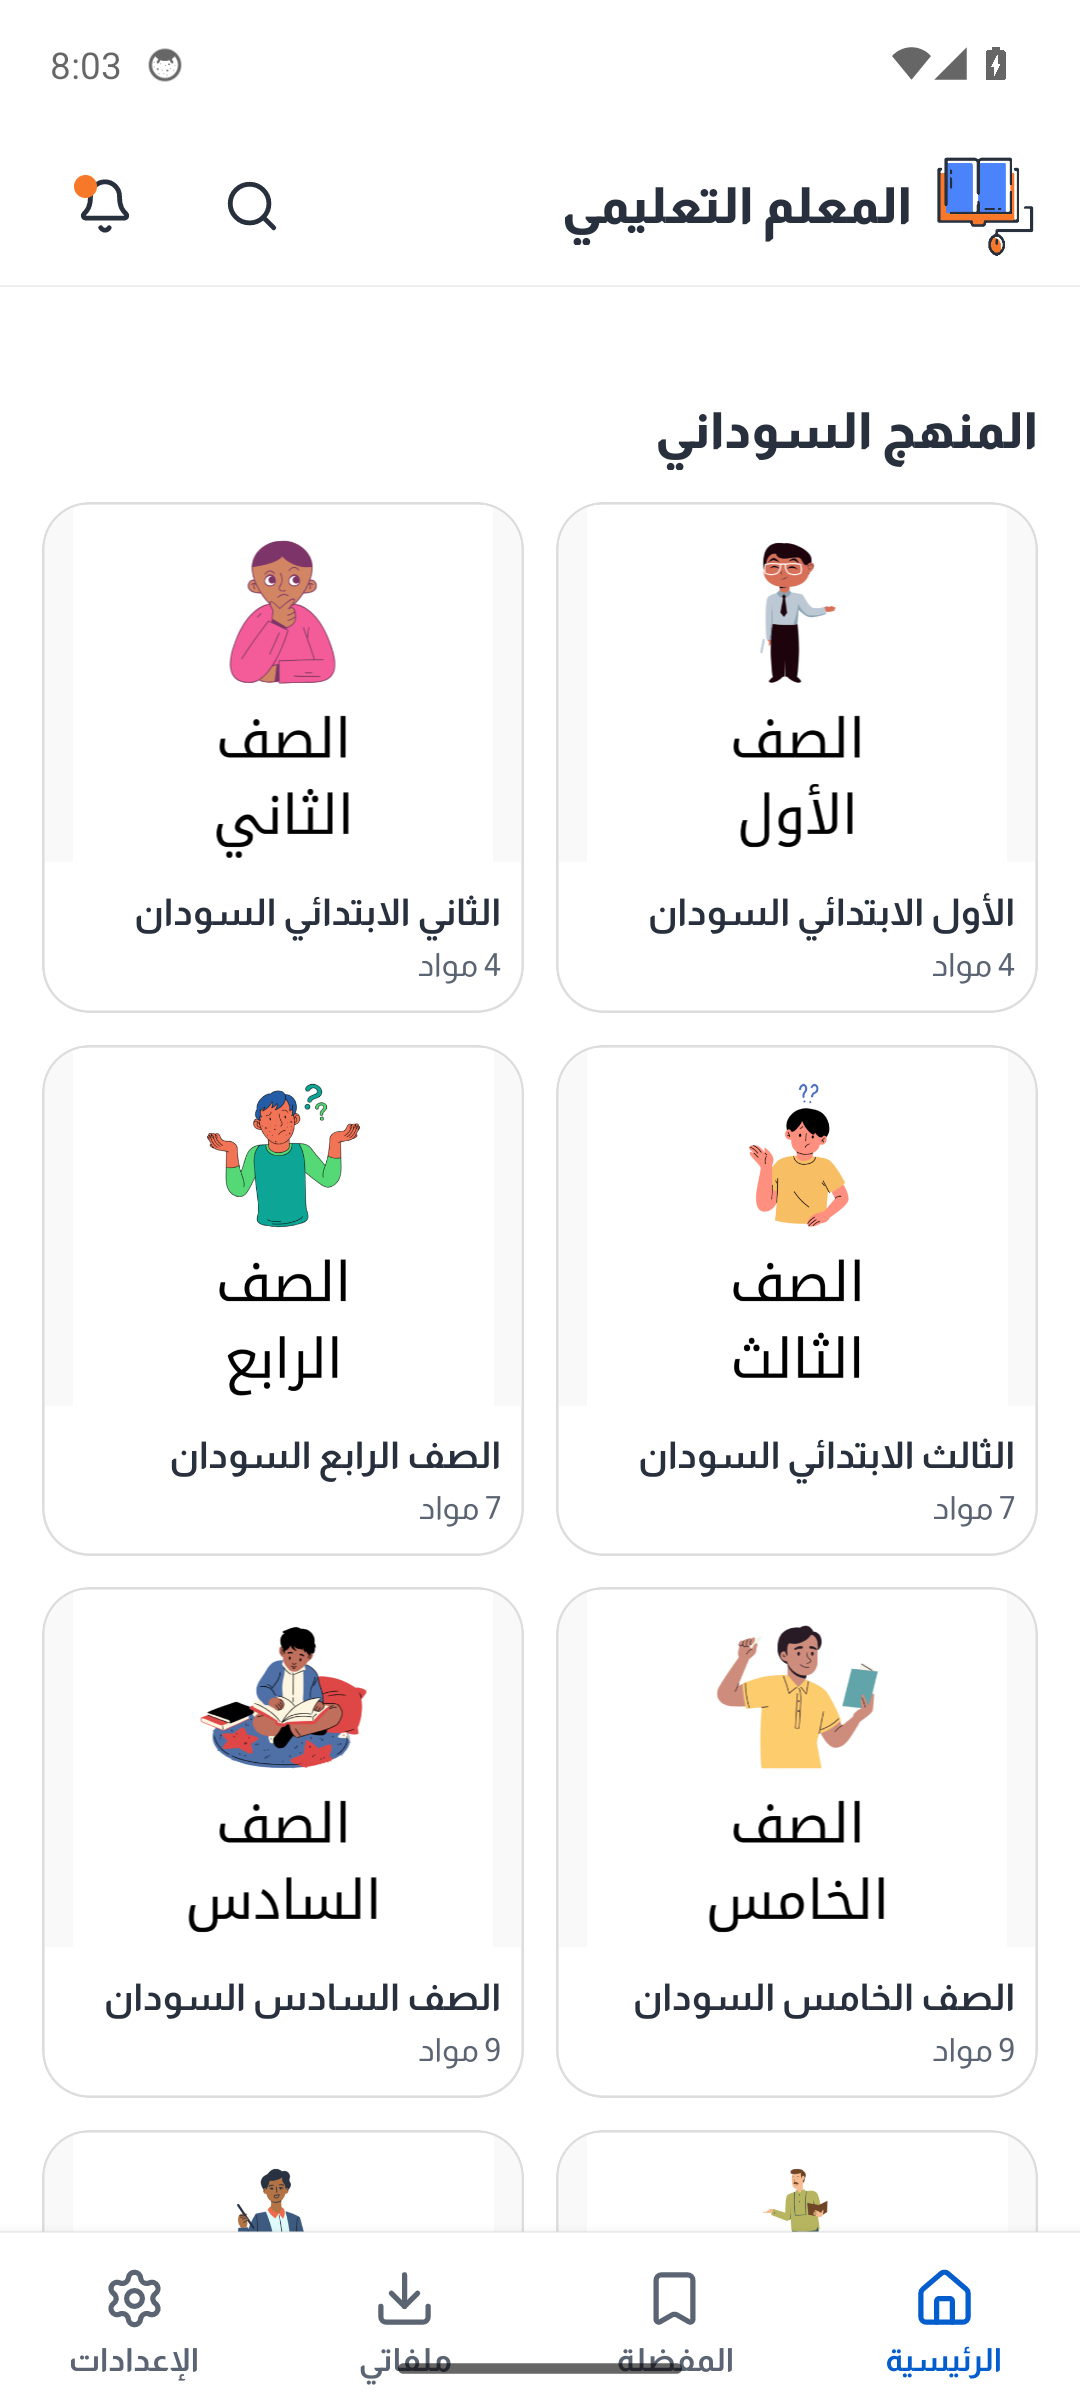 8:03
المعلم التعليمي
المنهج السوداني
الصف
الأول
الأول الابتدائي السودان
4 مواد
الصف
الثاني
الثاني الابتدائي السودان
4 مواد
??
الصف
الثالث
الثالث الابتدائي السودان
7 مواد
??
الصف
الرابع
الصف الرابع السودان
7 مواد
الصف
الخامس
الصف الخامس السودان
9 مواد
الصف
السادس
الصف السادس السودان
9 مواد
الرئيسية
المفضلة
ملفاتي
الإعدادات